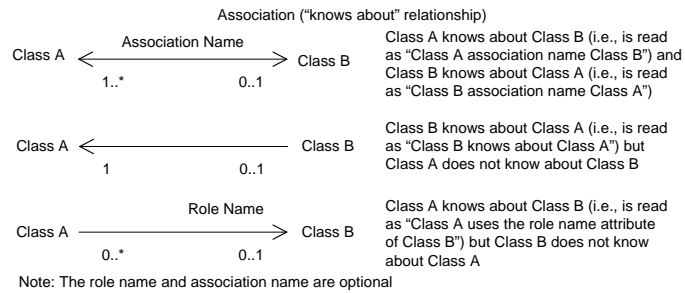 Association (“knows about” relationship)
Association Name
Class A
Class B
1..*
0..1
Class A knows about Class B (i.e., is read
as “Class A association name Class B”) and
Class B knows about Class A (i.e., is read
as “Class B association name Class A”)
Class A
Class B
1
0..1
Class B knows about Class A (i.e., is read
as “Class B knows about Class A”) but
Class A does not know about Class B
Role Name
Class A
Class B
0..*
0..1
Class A knows about Class B (i.e., is read
as “Class A uses the role name attribute
of Class B”) but Class B does not know
about Class A
Note: The role name and association name are optional